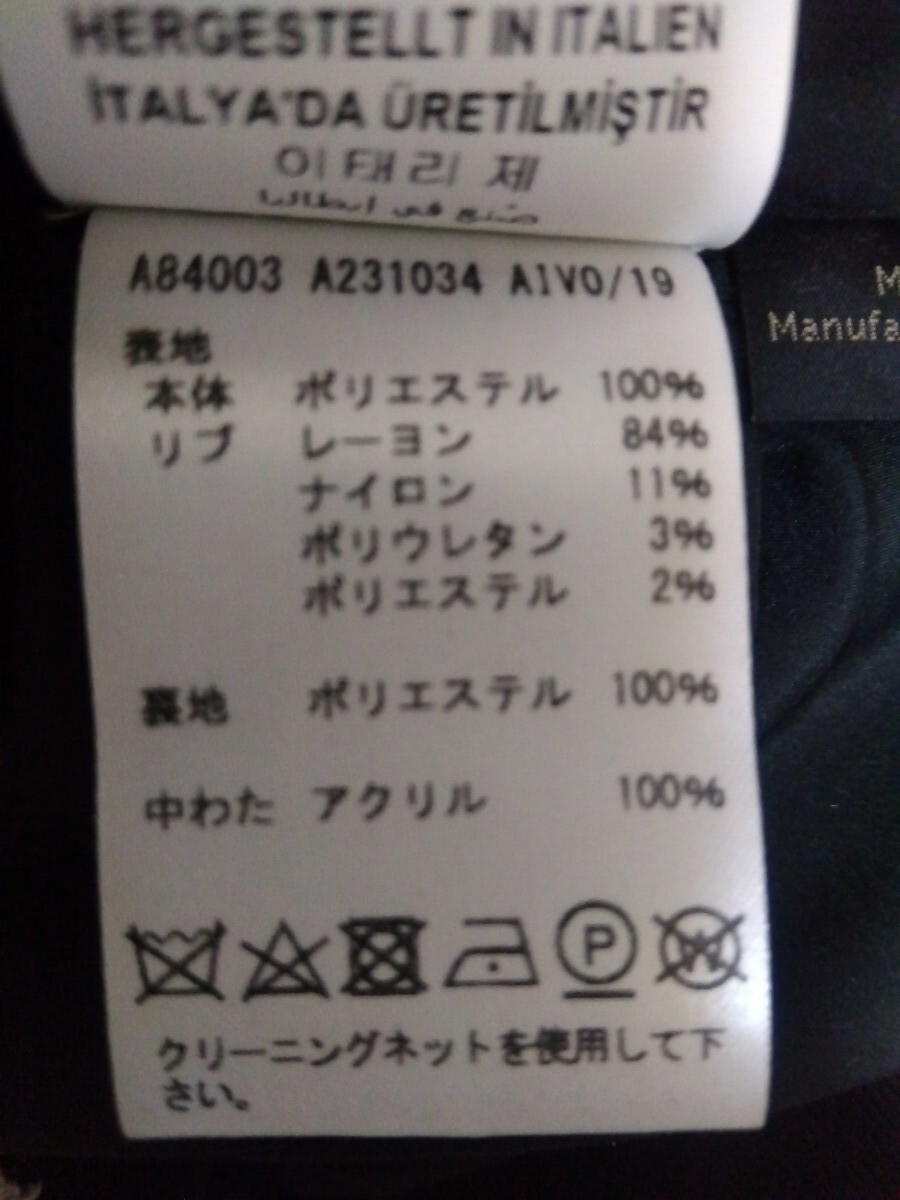 HERGESTELLT IN ITALIEN
İTALYA'DA ÜRETİLMİŞTİR
이태리 제
صنع في ايطاليا
A84003 A231034 AIV0/19
表地
本体 ポリエステル 100%
リブ レーヨン 84%
ナイロン 11%
ポリウレタン 3%
ポリエステル 2%
裏地 ポリエステル 100%
中わた アクリル 100%
P W
クリーニングネットを使用して下
さい。
M
Manufa